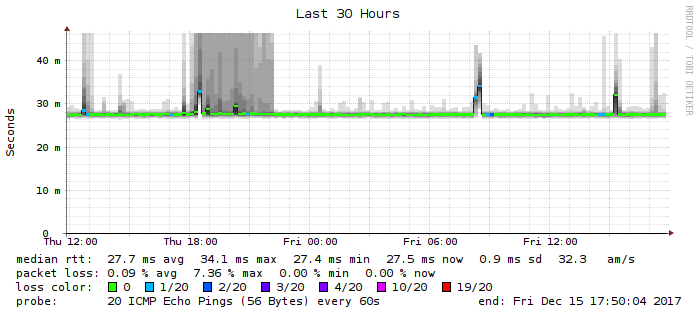 Last 30 Hours
RRDTOOL / TOBI OETIKER
Seconds
40 m
30 m
20 m
10 m
0
Thu 12:00 Thu 18:00 Fri 00:00 Fri 06:00 Fri 12:00
median rtt: 27.7 ms avg 34.1 ms max 27.4 ms min 27.5 ms now 0.9 ms sd 32.3 am/s
packet loss: 0.09 % avg 7.36 % max 0.00 % min 0.00 % now
loss color: 0 1/20 2/20 3/20 4/20 10/20 19/20
probe: 20 ICMP Echo Pings (56 Bytes) every 60s end: Fri Dec 15 17:50:04 2017